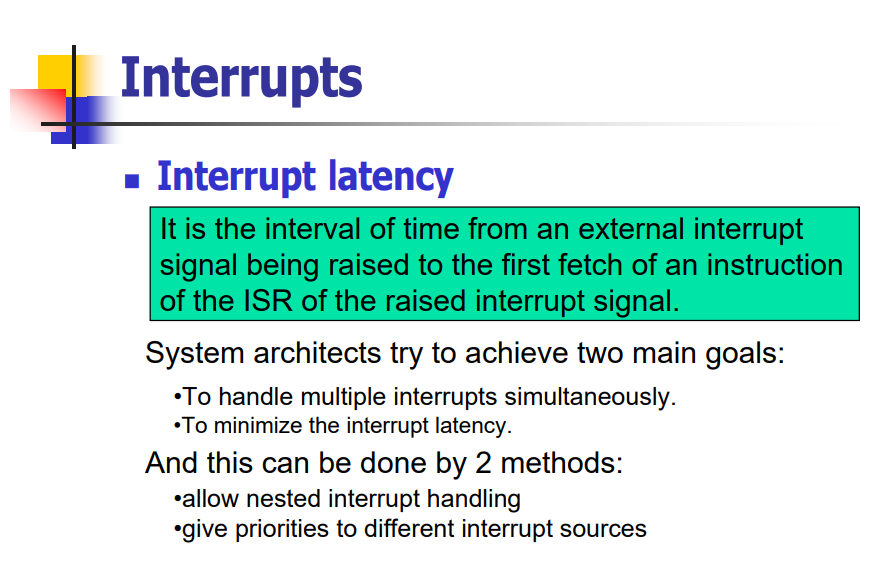 Interrupts
Interrupt latency
It is the interval of time from an external interrupt
signal being raised to the first fetch of an instruction
of the ISR of the raised interrupt signal.
System architects try to achieve two main goals:
•To handle multiple interrupts simultaneously.
•To minimize the interrupt latency.
And this can be done by 2 methods:
•allow nested interrupt handling
•give priorities to different interrupt sources